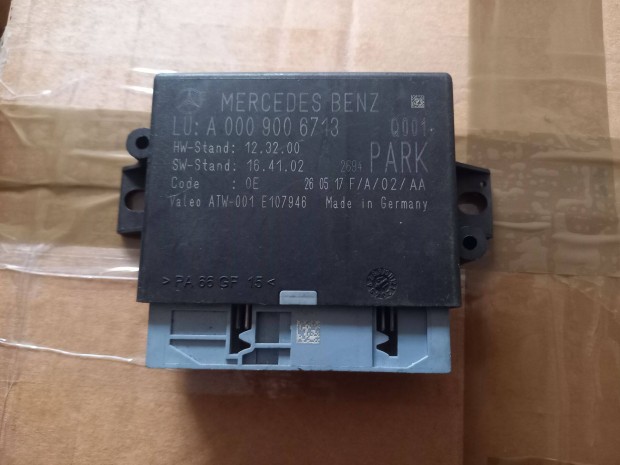 MERCEDES BENZ
LU: A 000 900 6713 Q001
HW-Stand: 12.32.00
SW-Stand: 16.41.02 2694 PARK
Code : 0E 26 05 17 F/A/02/AA
Valeo ATW-001 E107946 Made in Germany
>PA 66 GF 15<